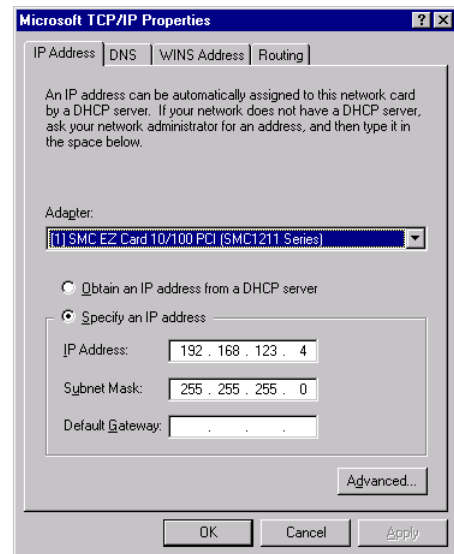 Microsoft TCP/IP Properties
? ×
IP Address DNS WINS Address Routing
An IP address can be automatically assigned to this network card
by a DHCP server. If your network does not have a DHCP server,
ask your network administrator for an address, and then type it in
the space below.
Adapter:
[1] SMC EZ Card 10/100 PCI (SMC1211 Series)
Obtain an IP address from a DHCP server
Specify an IP address
IP Address: 192 . 168 . 123 . 4
Subnet Mask: 255 . 255 . 255 . 0
Default Gateway: . . .
Advanced...
OK Cancel Apply